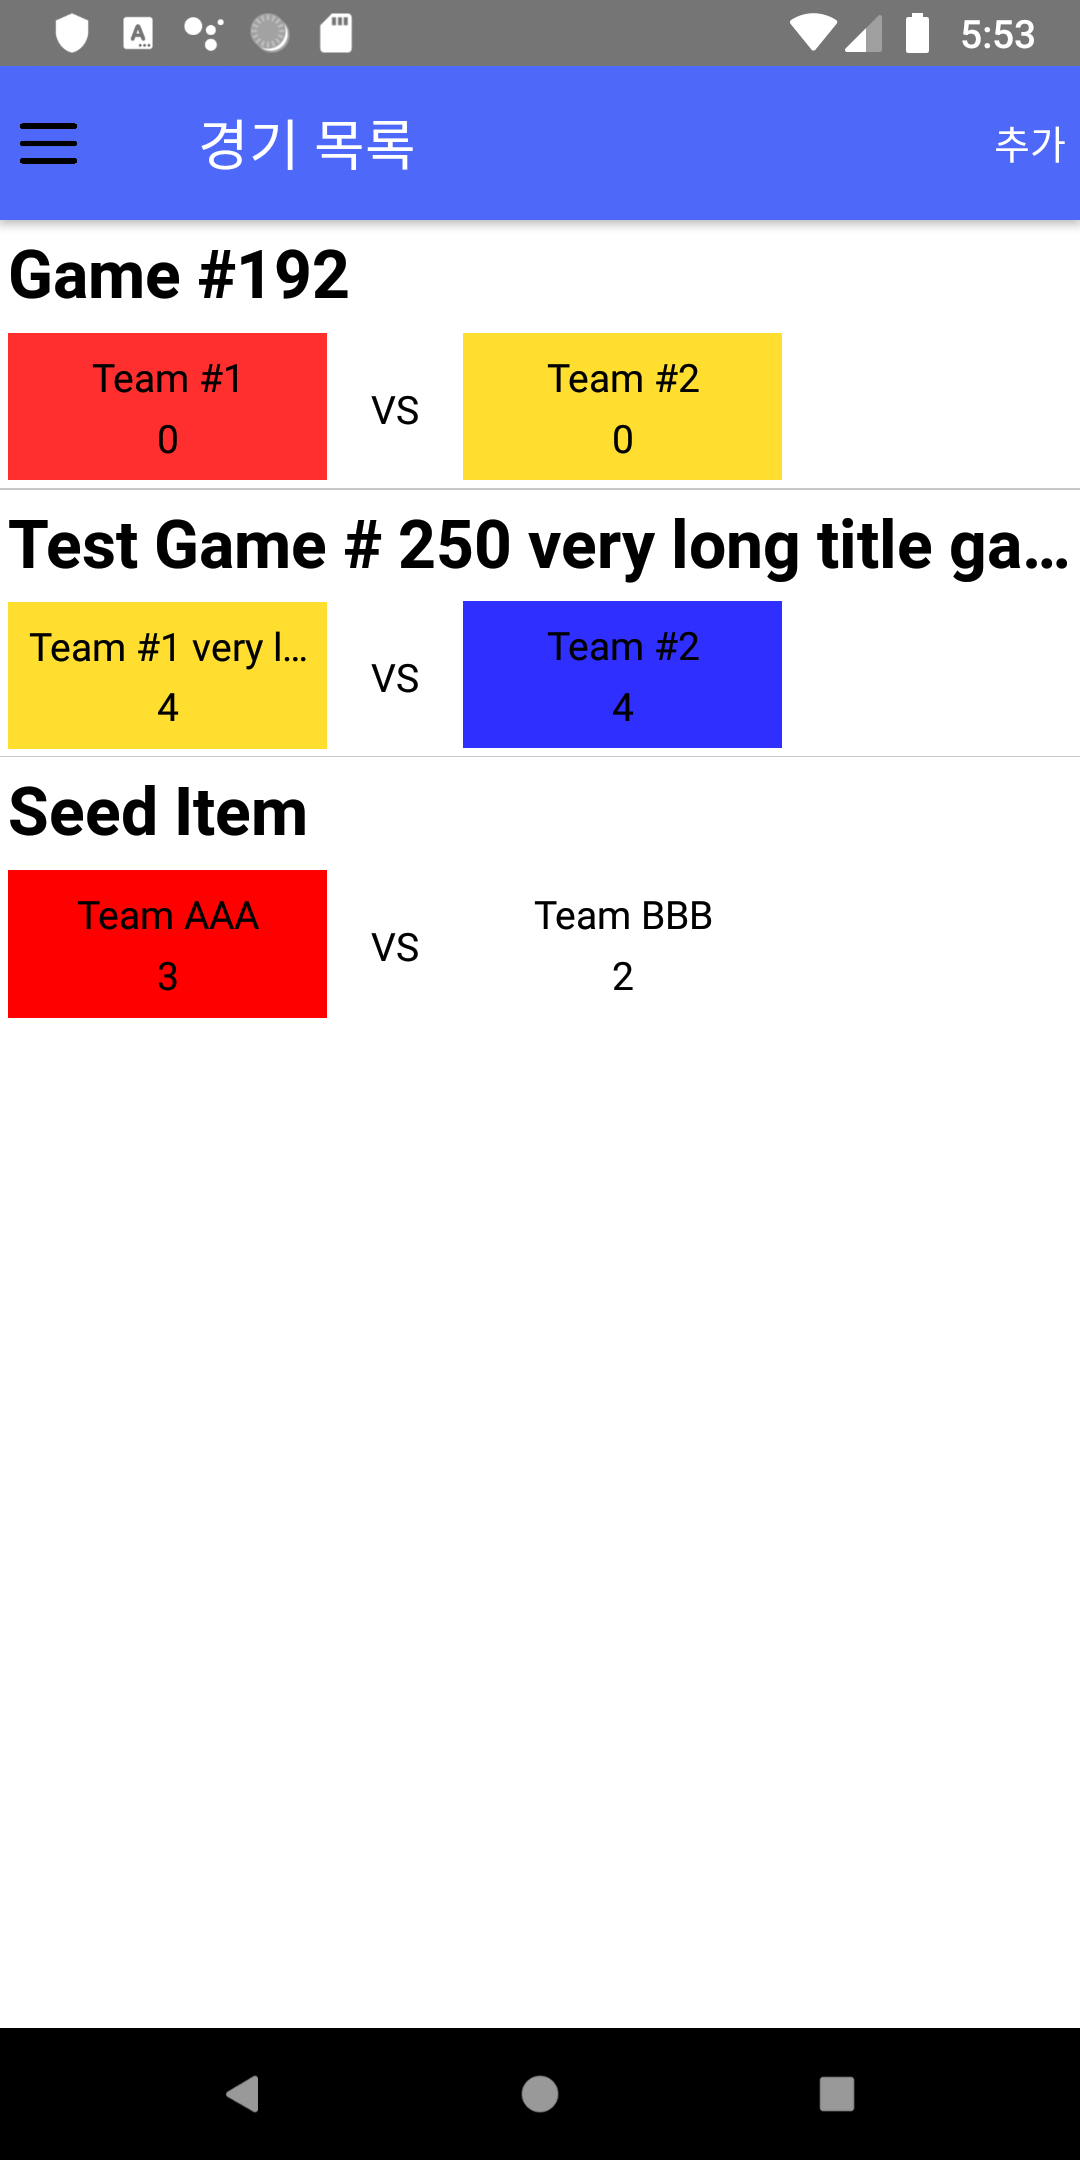 5:53
경기 목록
추가
Game #192
Team #1
0
VS
Team #2
0
Test Game # 250 very long title ga...
Team #1 very l...
4
VS
Team #2
4
Seed Item
Team AAA
3
VS
Team BBB
2